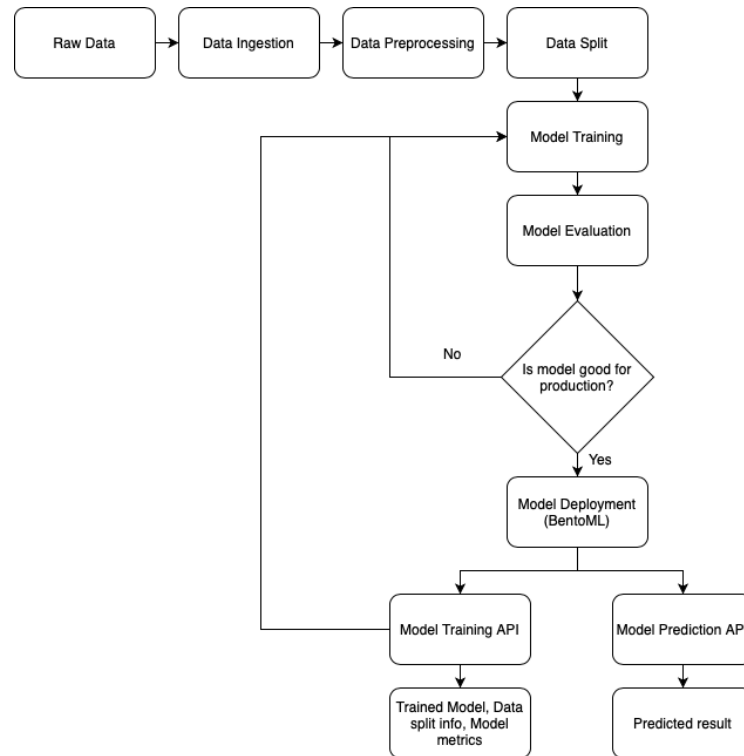 Raw Data
Data Ingestion
Data Preprocessing
Data Split
Model Training
Model Evaluation
Is model good for
production?
No
Yes
Model Deployment
(BentoML)
Model Training API
Model Prediction AP
Trained Model, Data
split info, Model
metrics
Predicted result